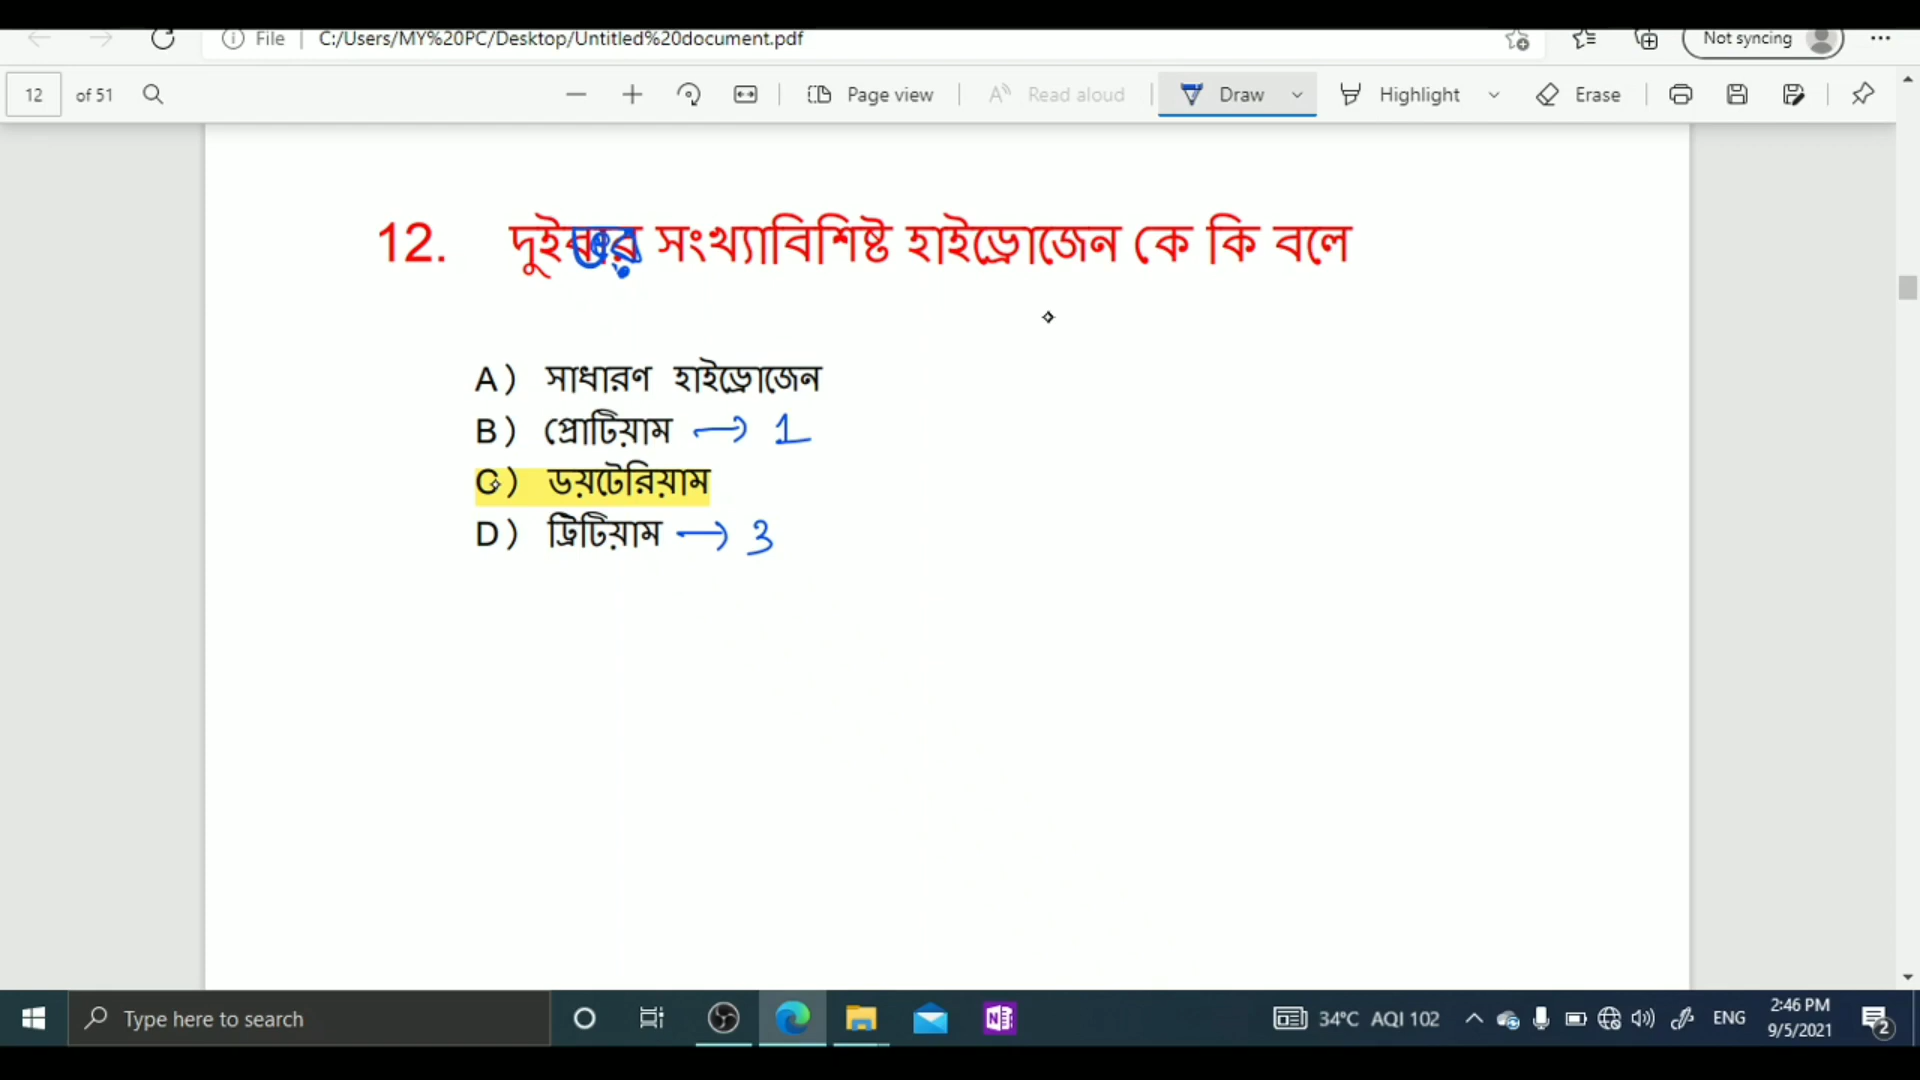 File C:/Users/MY%20PC/Desktop/Untitled%20document.pdf Not syncing
12 of 51 Page view Read aloud Draw Highlight Erase
12. সংখ্যাবিশিষ্ট হাইড্রোজেন কে কি বলে
A) সাধারণ হাইড্রোজেন
B) প্রোটিয়াম → 1
C) ডয়টেরিয়াম
D) ট্রিটিয়াম → 3
Type here to search 34°C AQI 102 ENG 2:46 PM
9/5/2021 2